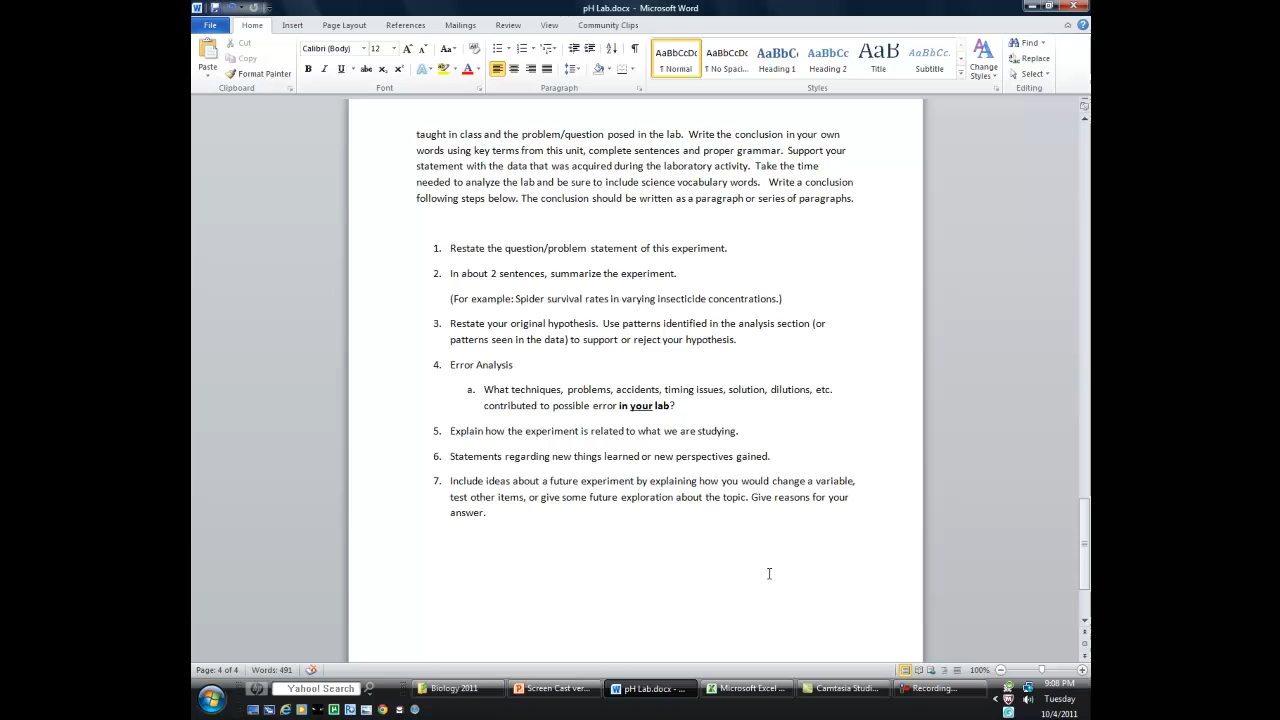 pH Lab.docx - Microsoft Word
File Home Insert Page Layout References Mailings Review View Community Clips
Cut
Copy
Paste
Format Painter
Calibri (Body) 12
AaBbCcDc AaBbCcDc AaBbC AaBbCc AaB AaBbCc.
¶ Normal ¶ No Spaci... Heading 1 Heading 2 Title Subtitle
Change Styles
Find
Replace
Select
Clipboard Font Paragraph Styles Editing
taught in class and the problem/question posed in the lab. Write the conclusion in your own
words using key terms from this unit, complete sentences and proper grammar. Support your
statement with the data that was acquired during the laboratory activity. Take the time
needed to analyze the lab and be sure to include science vocabulary words. Write a conclusion
following steps below. The conclusion should be written as a paragraph or series of paragraphs.
1. Restate the question/problem statement of this experiment.
2. In about 2 sentences, summarize the experiment.
(For example: Spider survival rates in varying insecticide concentrations.)
3. Restate your original hypothesis. Use patterns identified in the analysis section (or
patterns seen in the data) to support or reject your hypothesis.
4. Error Analysis
a. What techniques, problems, accidents, timing issues, solution, dilutions, etc.
contributed to possible error in your lab?
5. Explain how the experiment is related to what we are studying.
6. Statements regarding new things learned or new perspectives gained.
7. Include ideas about a future experiment by explaining how you would change a variable,
test other items, or give some future exploration about the topic. Give reasons for your
answer.
Page: 4 of 4 Words: 491 100%
Yahoo! Search Biology 2011 Screen Cast ver... pH Lab.docx - ... Microsoft Excel ... Camtasia Studi... Recording...
9:08 PM
Tuesday
10/4/2011